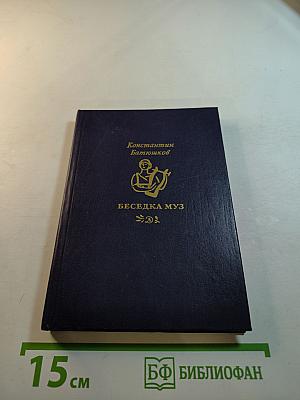 Константин
Батюшков
БЕСЕДКА МУЗ
15 см
БФ БИБЛИОФАН